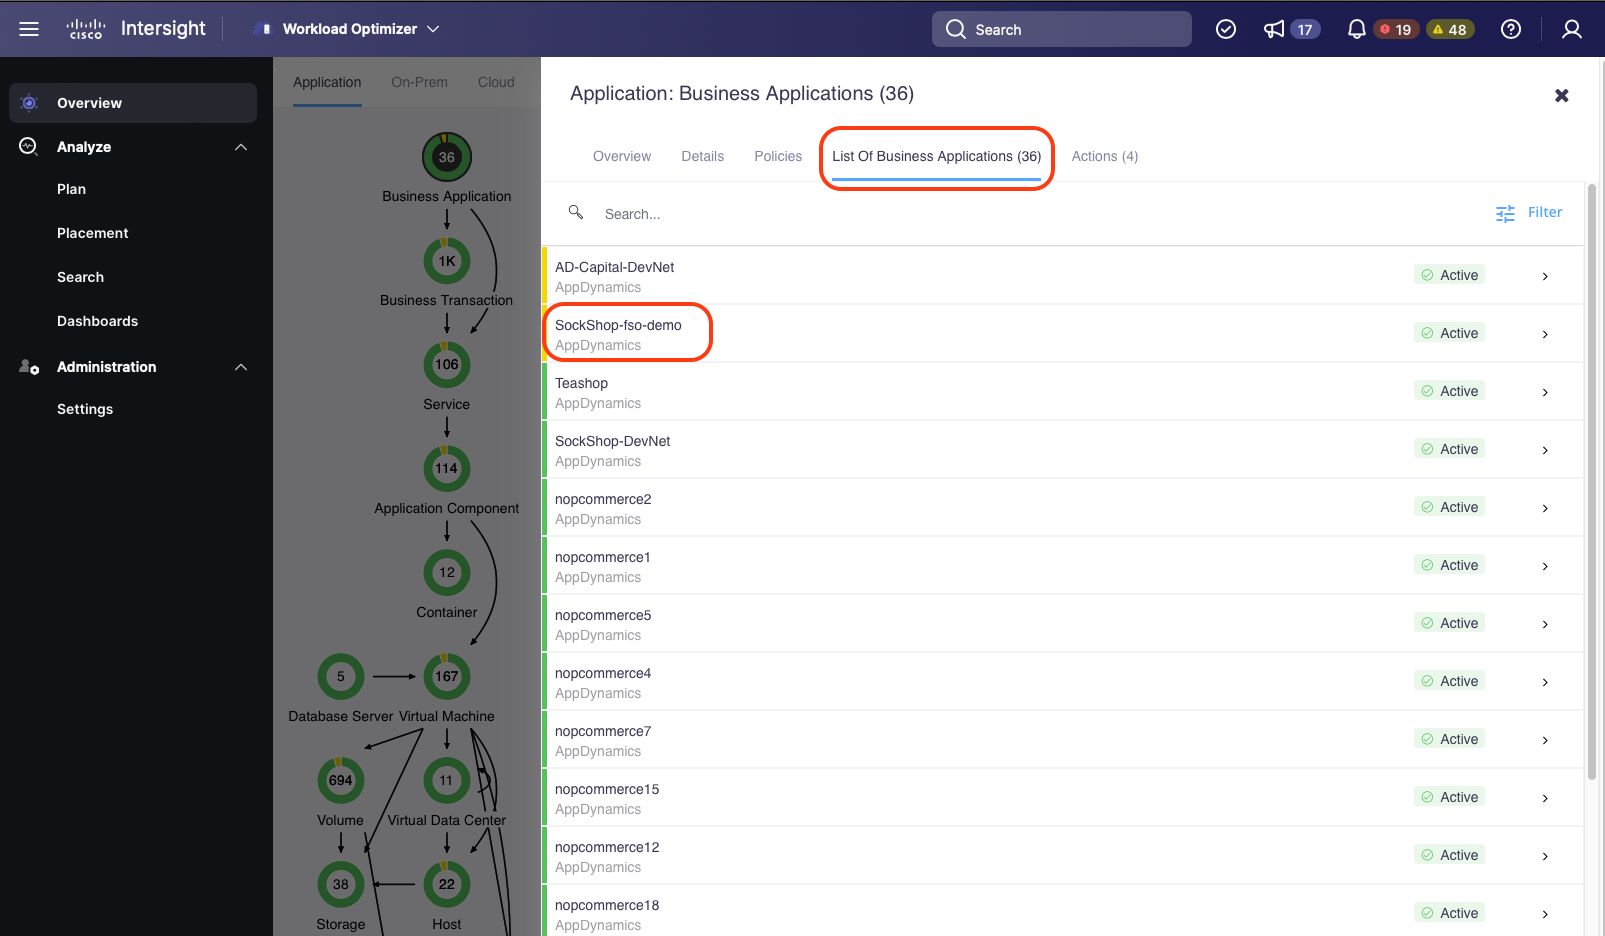 cisco Intersight
Workload Optimizer
Search
17
19
48
Overview
Analyze
Plan
Placement
Search
Dashboards
Administration
Settings
Application On-Prem Cloud
36
Business Application
1K
Business Transaction
106
Service
114
Application Component
12
Container
5 167
Database Server Virtual Machine
694 11
Volume Virtual Data Center
38 22
Storage Host
Application: Business Applications (36)
Overview Details Policies List Of Business Applications (36) Actions (4)
Search...
Filter
AD-Capital-DevNet
AppDynamics
Active
SockShop-fso-demo
AppDynamics
Active
Teashop
AppDynamics
Active
SockShop-DevNet
AppDynamics
Active
nopcommerce2
AppDynamics
Active
nopcommerce1
AppDynamics
Active
nopcommerce5
AppDynamics
Active
nopcommerce4
AppDynamics
Active
nopcommerce7
AppDynamics
Active
nopcommerce15
AppDynamics
Active
nopcommerce12
AppDynamics
Active
nopcommerce18
AppDynamics
Active